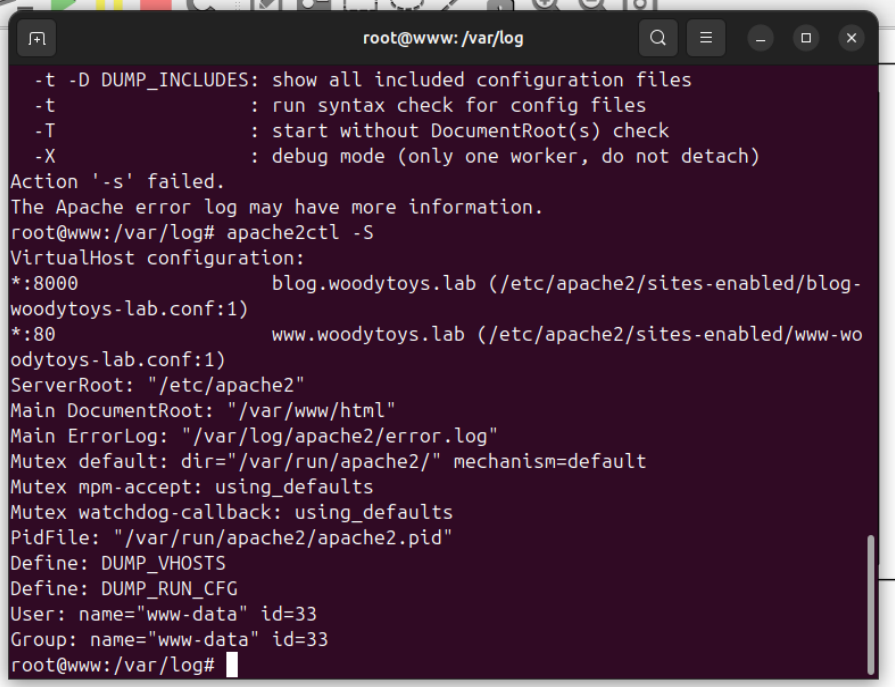 root@www: /var/log
  -t -D DUMP_INCLUDES: show all included configuration files
  -t                 : run syntax check for config files
  -T                 : start without DocumentRoot(s) check
  -X                 : debug mode (only one worker, do not detach)
Action '-s' failed.
The Apache error log may have more information.
root@www:/var/log# apache2ctl -S
VirtualHost configuration:
*:8000                 blog.woodytoys.lab (/etc/apache2/sites-enabled/blog-
woodytoys-lab.conf:1)
*:80                   www.woodytoys.lab (/etc/apache2/sites-enabled/www-wo
odytoys-lab.conf:1)
ServerRoot: "/etc/apache2"
Main DocumentRoot: "/var/www/html"
Main ErrorLog: "/var/log/apache2/error.log"
Mutex default: dir="/var/run/apache2/" mechanism=default
Mutex mpm-accept: using_defaults
Mutex watchdog-callback: using_defaults
PidFile: "/var/run/apache2/apache2.pid"
Define: DUMP_VHOSTS
Define: DUMP_RUN_CFG
User: name="www-data" id=33
Group: name="www-data" id=33
root@www:/var/log#